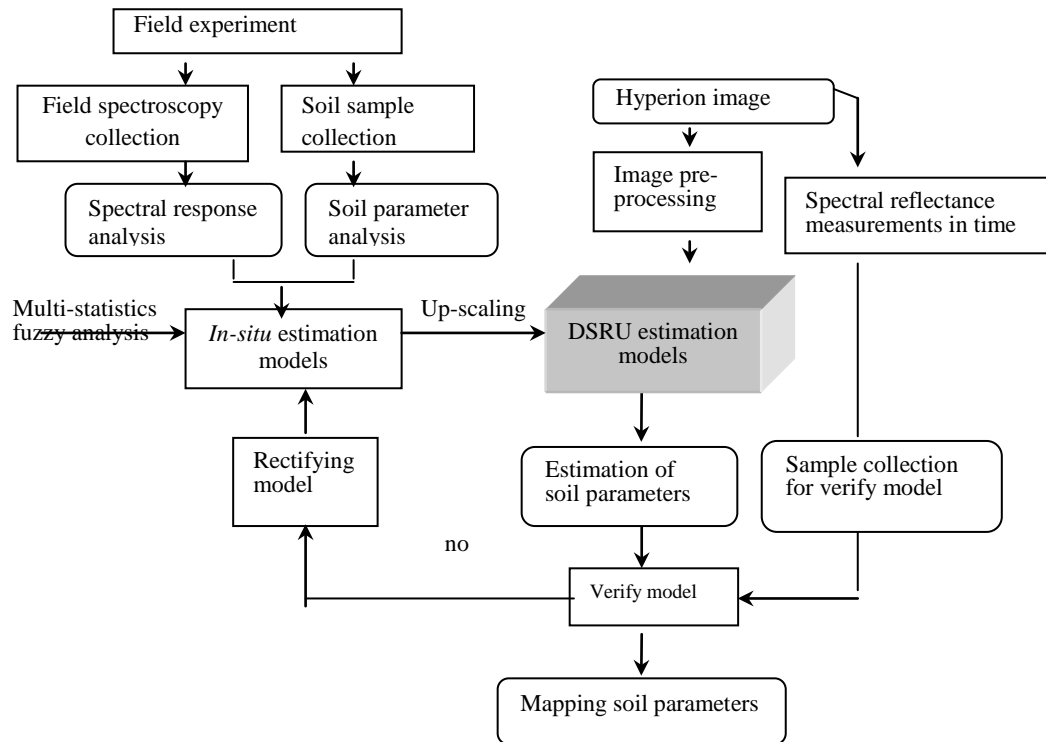 Field experiment
Field spectroscopy
collection
Soil sample
collection
Hyperion image
Image pre-
processing
Spectral reflectance
measurements in time
Spectral response
analysis
Soil parameter
analysis
Multi-statistics
fuzzy analysis
In-situ estimation
models
Up-scaling
DSRU estimation
models
Rectifying
model
Estimation of
soil parameters
Sample collection
for verify model
no
Verify model
Mapping soil parameters